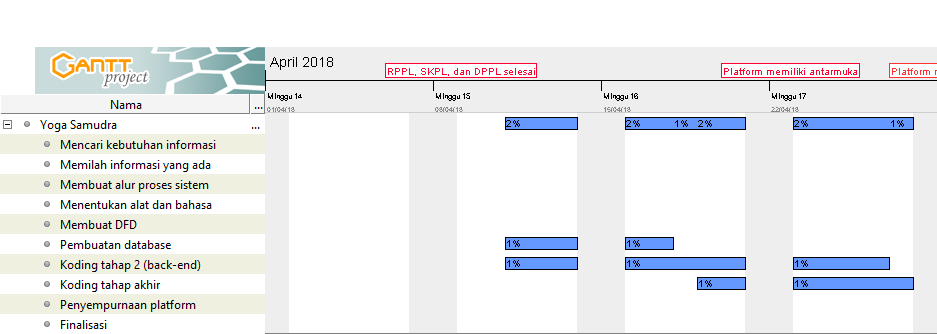 GANTT
project
April 2018
RPPL, SKPL, dan DPPL selesai
Platform memiliki antarmuka
Platform m
Nama ...
Minggu 14
Minggu 15
Minggu 16
Minggu 17
01/04/18
08/04/18
15/04/18
22/04/18
Yoga Samudra ...
2% 2% 1% 2% 2% 1%
Mencari kebutuhan informasi
Memilah informasi yang ada
Membuat alur proses sistem
Menentukan alat dan bahasa
Membuat DFD
Pembuatan database
1% 1%
Koding tahap 2 (back-end)
1% 1% 1%
Koding tahap akhir
1% 1%
Penyempurnaan platform
Finalisasi